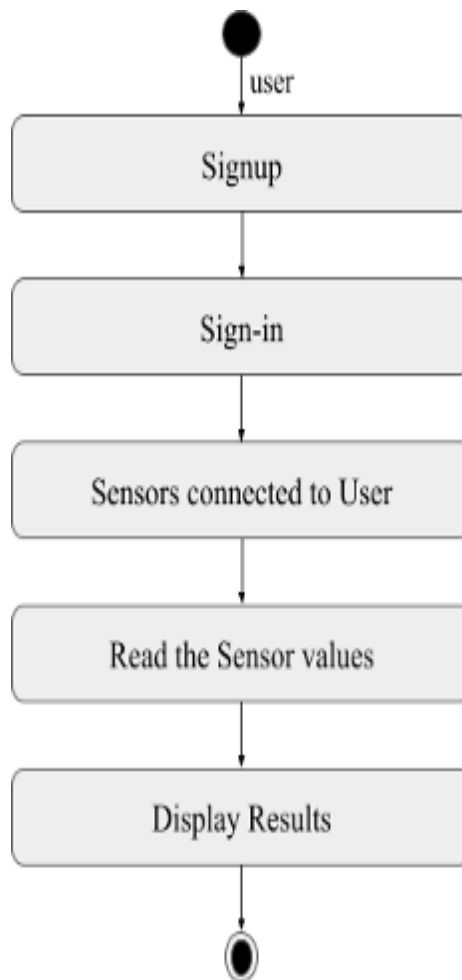 user
Signup
Sign-in
Sensors connected to User
Read the Sensor values
Display Results